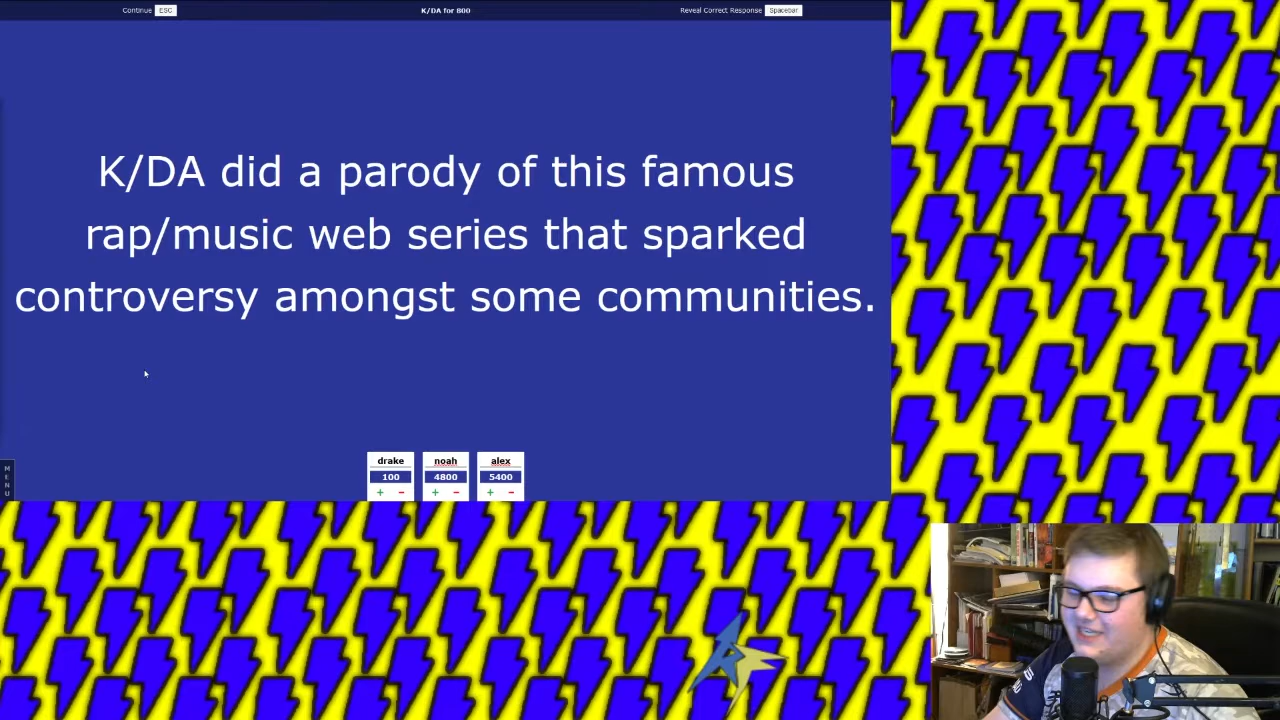 Continue ESC
K/DA for 800
Reveal Correct Response Spacebar
K/DA did a parody of this famous
rap/music web series that sparked
controversy amongst some communities.
MENU
drake noah alex
100 4800 5400
+ - + - + -